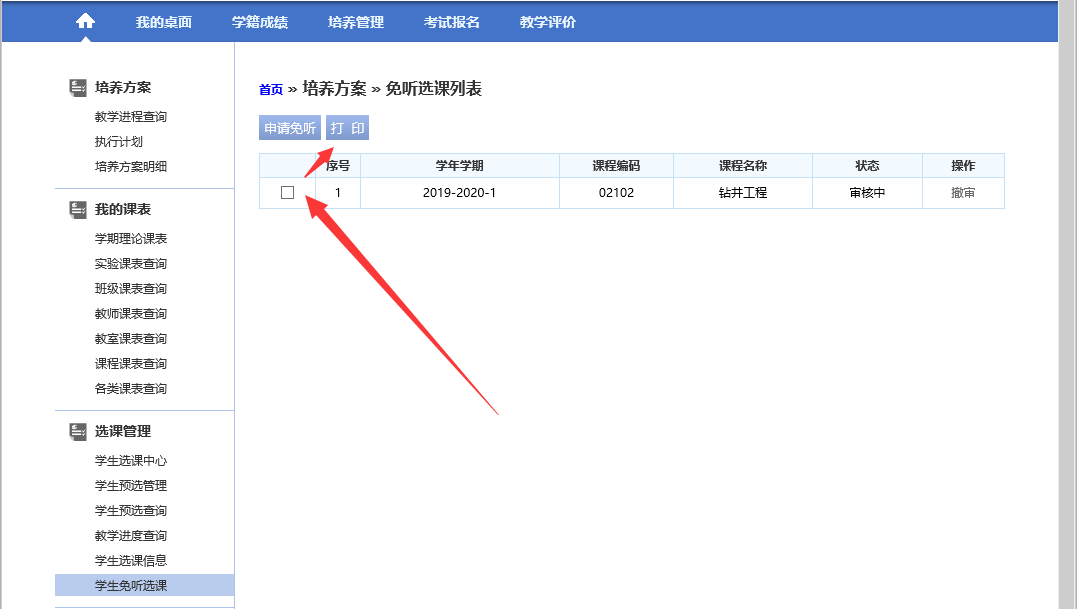 我的桌面 学籍成绩 培养管理 考试报名 教学评价
培养方案
教学进程查询
执行计划
培养方案明细
我的课表
学期理论课表
实验课表查询
班级课表查询
教师课表查询
教室课表查询
课程课表查询
各类课表查询
选课管理
学生选课中心
学生预选管理
学生预选查询
教学进度查询
学生选课信息
学生免听选课
首页 » 培养方案 » 免听选课列表
申请免听 打 印
序号 学年学期 课程编码 课程名称 状态 操作
1 2019-2020-1 02102 钻井工程 审核中 撤审